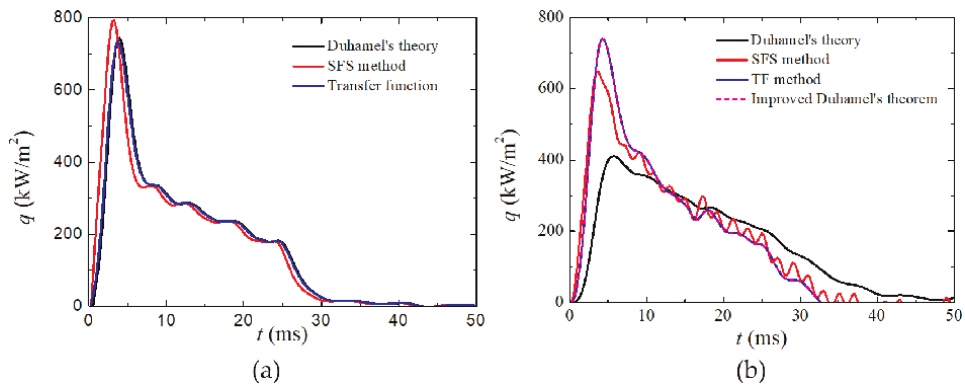 800
600
400
200
0
q (kW/m²)
Duhamel's theory
SFS method
Transfer function
0 10 20 30 40 50
t (ms)
(a)
800
600
400
200
0
q (kW/m²)
Duhamel's theory
SFS method
TF method
Improved Duhamel's theorem
0 10 20 30 40 50
t (ms)
(b)